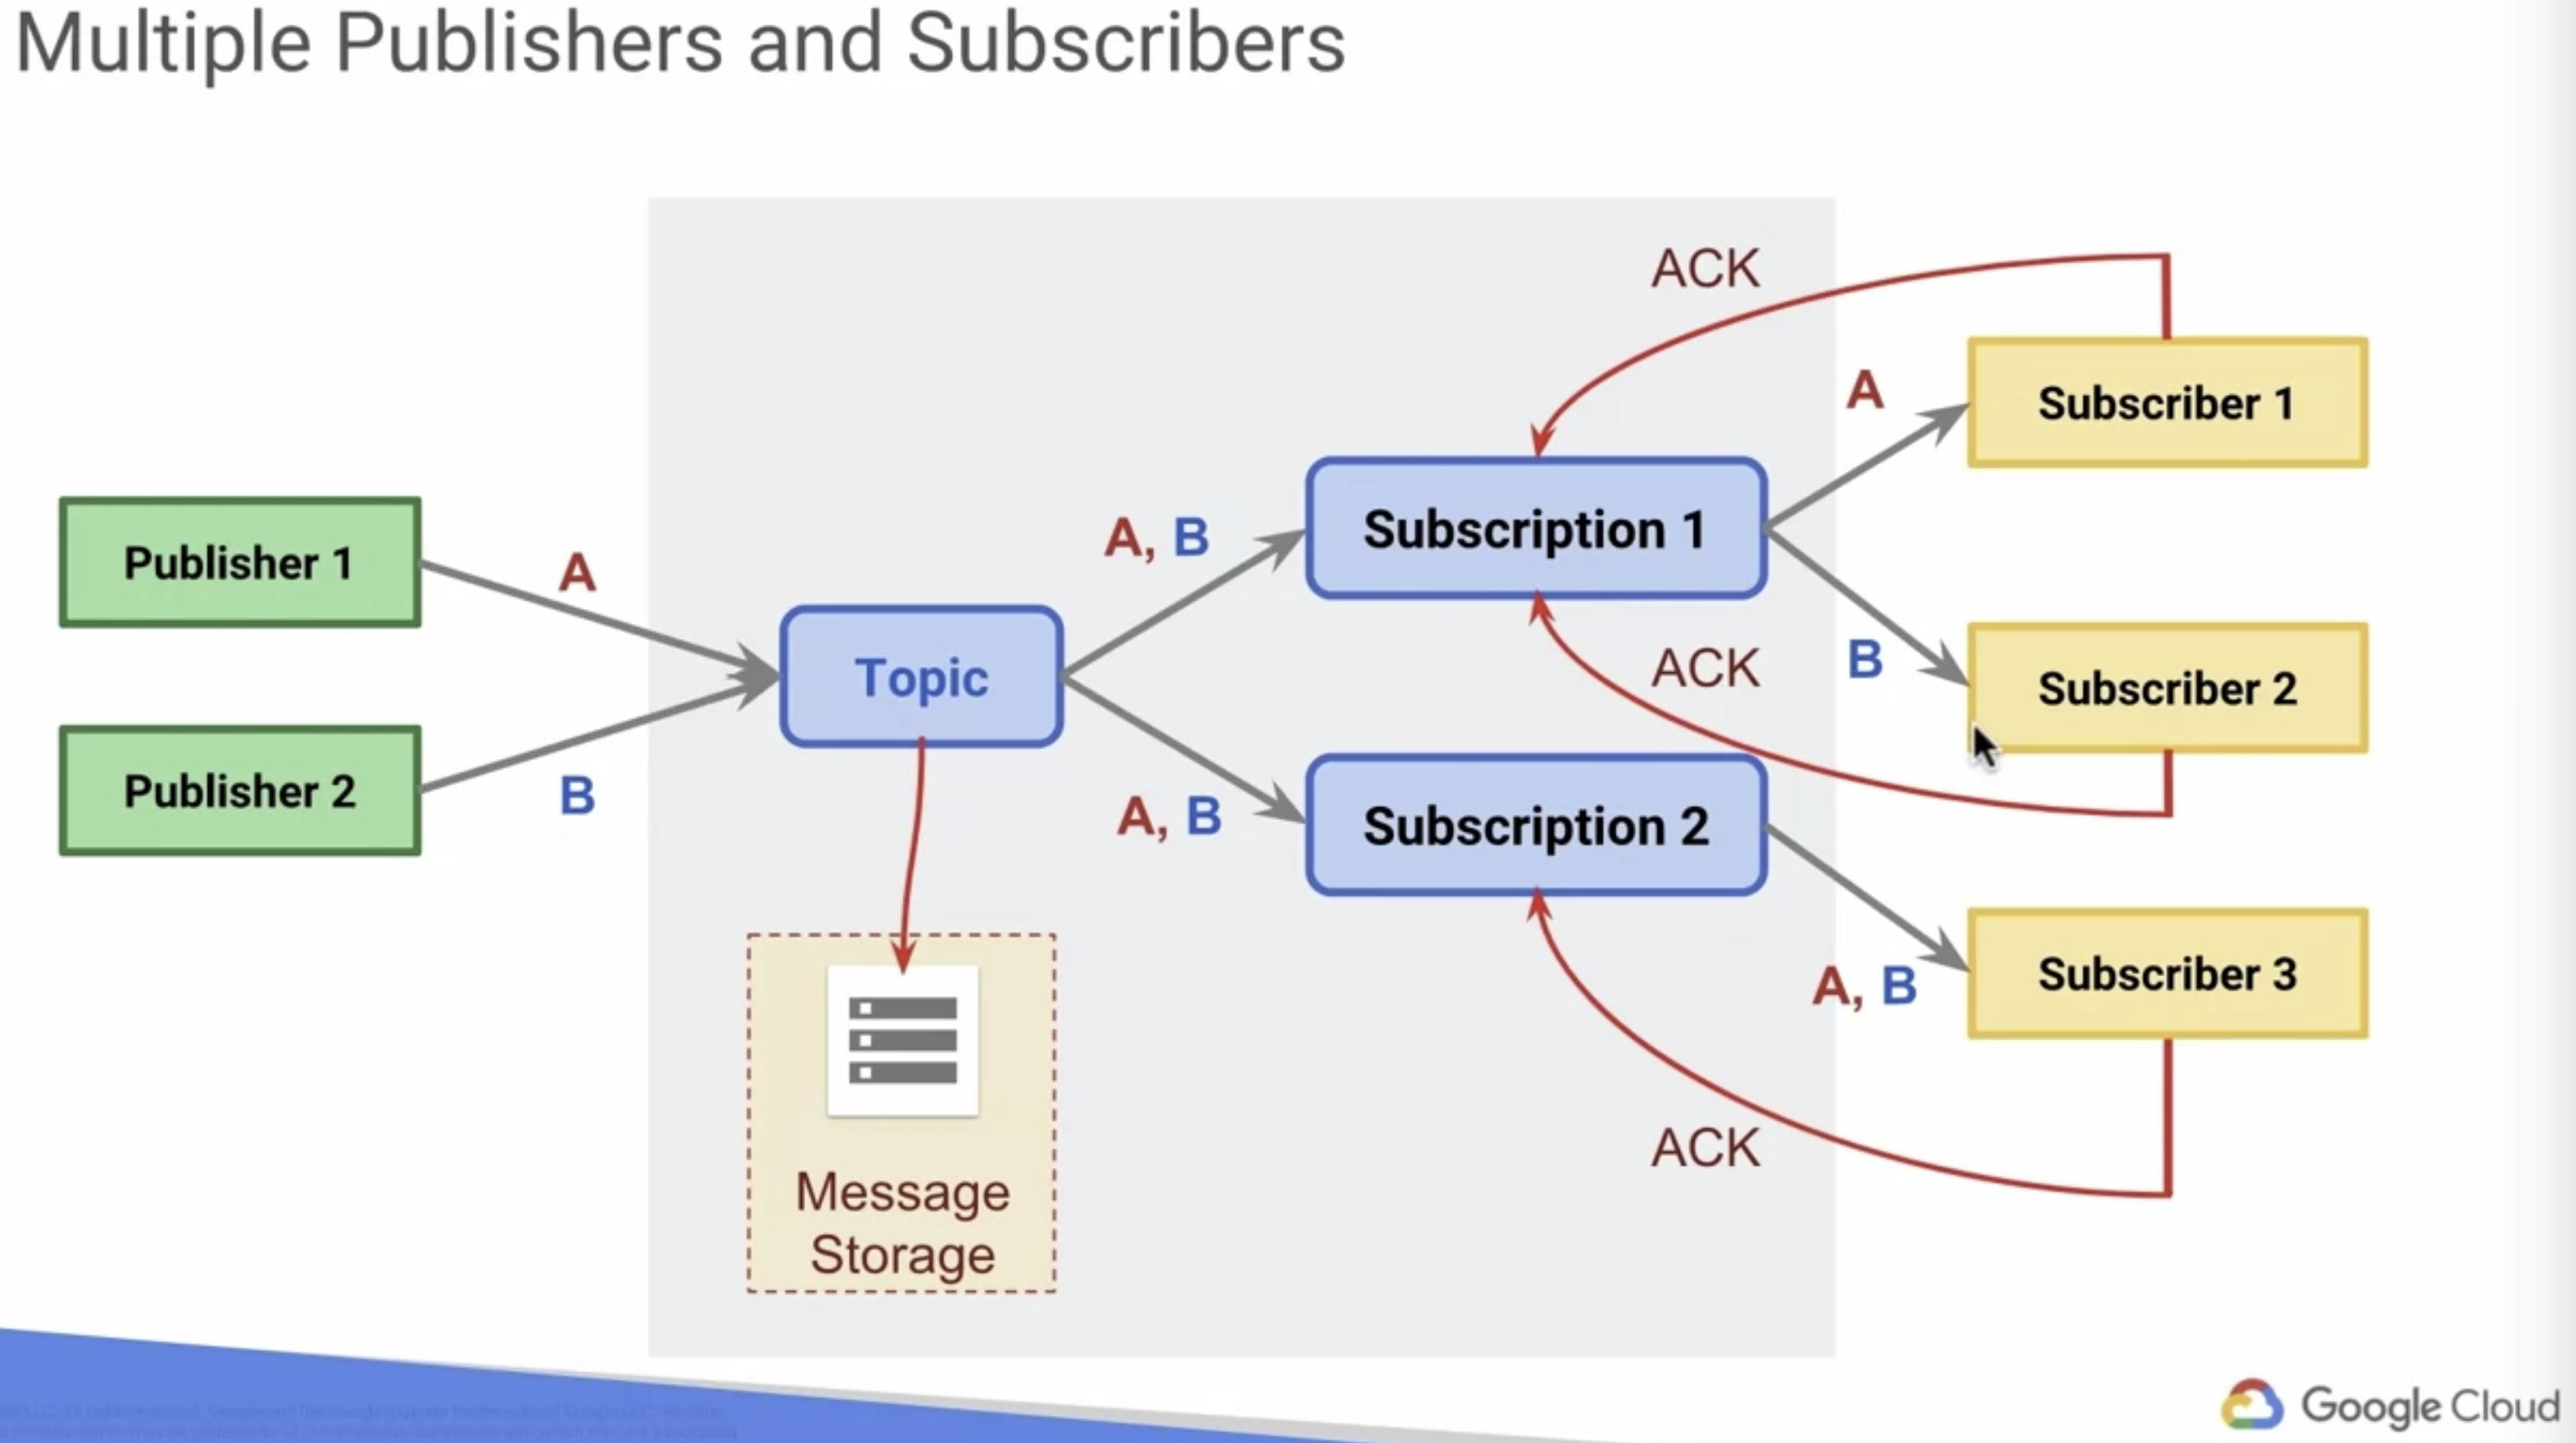 Multiple Publishers and Subscribers
ACK
A
Subscriber 1
Publisher 1
A
A, B
Subscription 1
Topic
ACK
B
Subscriber 2
Publisher 2
B
A, B
Subscription 2
A, B
Subscriber 3
ACK
Message
Storage
Google Cloud